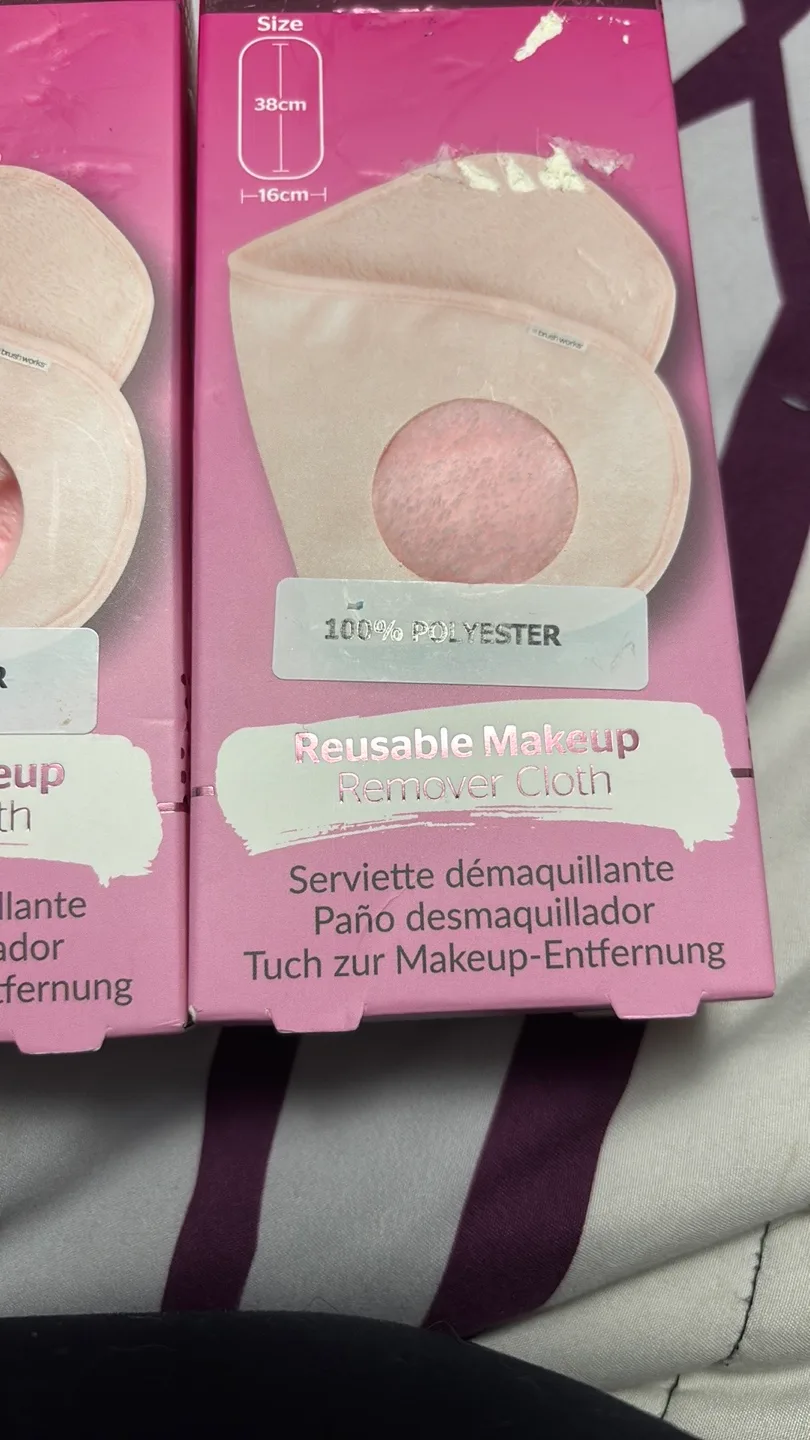 Size
38cm
16cm
brushworks
brushworks
100% POLYESTER
R
Reusable Makeup
Remover Cloth
eup
th
Serviette démaquillante
Paño desmaquillador
Tuch zur Makeup-Entfernung
llante
ador
tfernung